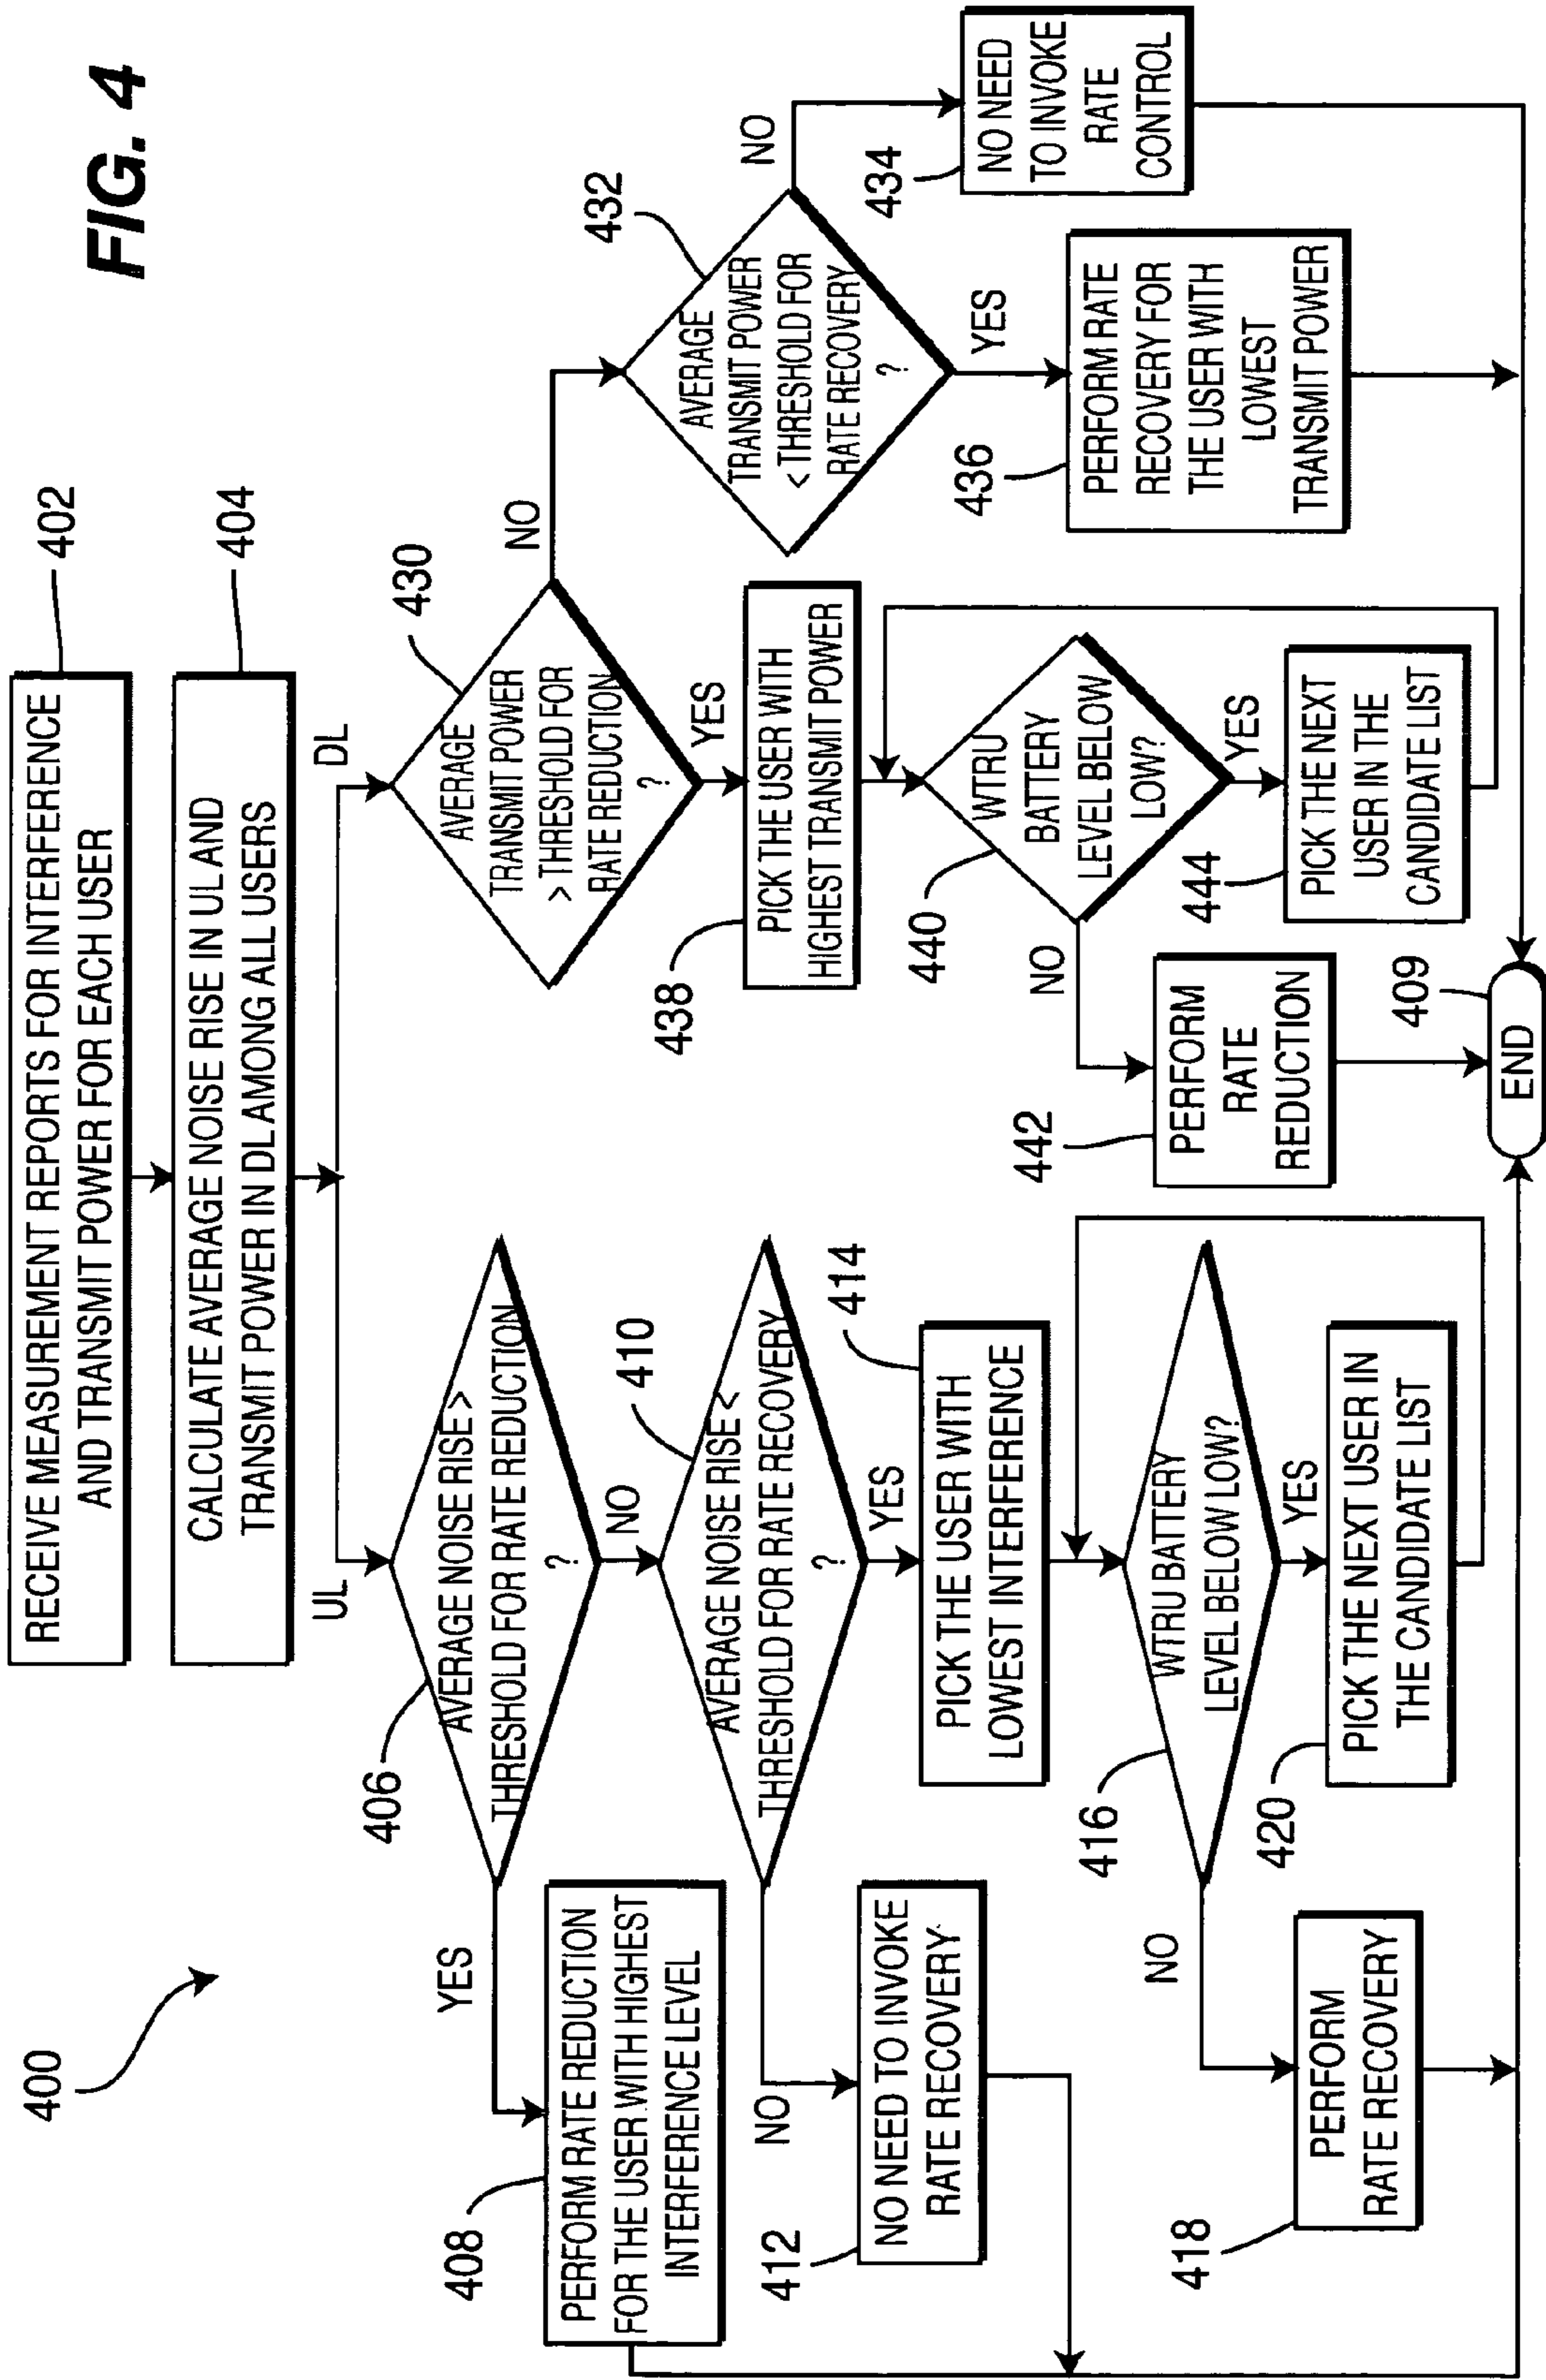 FIG. 4
400
RECEIVE MEASUREMENT REPORTS FOR INTERFERENCE
AND TRANSMIT POWER FOR EACH USER
402
CALCULATE AVERAGE NOISE RISE IN UL AND
TRANSMIT POWER IN DL AMONG ALL USERS
404
UL
DL
406
AVERAGE NOISE RISE >
THRESHOLD FOR RATE REDUCTION
?
YES
NO
408
PERFORM RATE REDUCTION
FOR THE USER WITH HIGHEST
INTERFERENCE LEVEL
410
AVERAGE NOISE RISE <
THRESHOLD FOR RATE RECOVERY
?
NO
YES
412
NO NEED TO INVOKE
RATE RECOVERY
414
PICK THE USER WITH
LOWEST INTERFERENCE
416
WTRU BATTERY
LEVEL BELOW LOW?
NO
YES
418
PERFORM
RATE RECOVERY
420
PICK THE NEXT USER IN
THE CANDIDATE LIST
430
AVERAGE
TRANSMIT POWER
> THRESHOLD FOR
RATE REDUCTION
?
NO
YES
432
AVERAGE
TRANSMIT POWER
< THRESHOLD FOR
RATE RECOVERY
?
NO
YES
434
NO NEED
TO INVOKE
RATE
CONTROL
436
PERFORM RATE
RECOVERY FOR
THE USER WITH
LOWEST
TRANSMIT POWER
438
PICK THE USER WITH
HIGHEST TRANSMIT POWER
440
WTRU
BATTERY
LEVEL BELOW
LOW?
NO
YES
442
PERFORM
RATE
REDUCTION
444
PICK THE NEXT
USER IN THE
CANDIDATE LIST
409
END